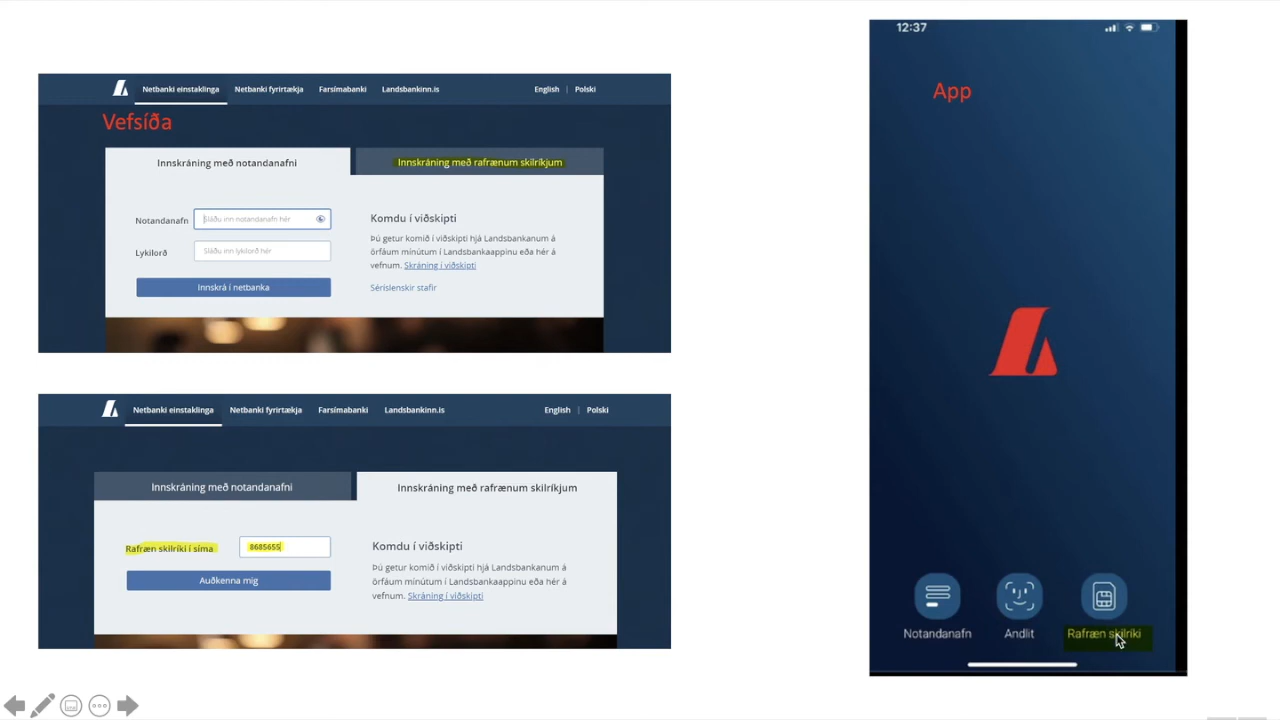 Netbanki einstaklinga Netbanki fyrirtækja Farsímabanki Landsbankinn.is English | Polski
Vefsíða
Innskráning með notandanafni
Innskráning með rafrænum skilríkjum
Notandanafn Sláðu inn notandanafn hér
Lykilorð Sláðu inn lykilorð hér
Innskrá í netbanka
Komdu í viðskipti
Þú getur komið í viðskipti hjá Landsbankanum á
örfáum mínútum í Landsbankaappinu eða hér á
vefnum. Skráning í viðskipti
Séríslenskir stafir
Netbanki einstaklinga Netbanki fyrirtækja Farsímabanki Landsbankinn.is English | Polski
Innskráning með notandanafni
Innskráning með rafrænum skilríkjum
Rafræn skilríki í síma 8685655
Auðkenna mig
Komdu í viðskipti
Þú getur komið í viðskipti hjá Landsbankanum á
örfáum mínútum í Landsbankaappinu eða hér á
vefnum. Skráning í viðskipti
12:37
App
Notandanafn Andlit Rafræn skilríki